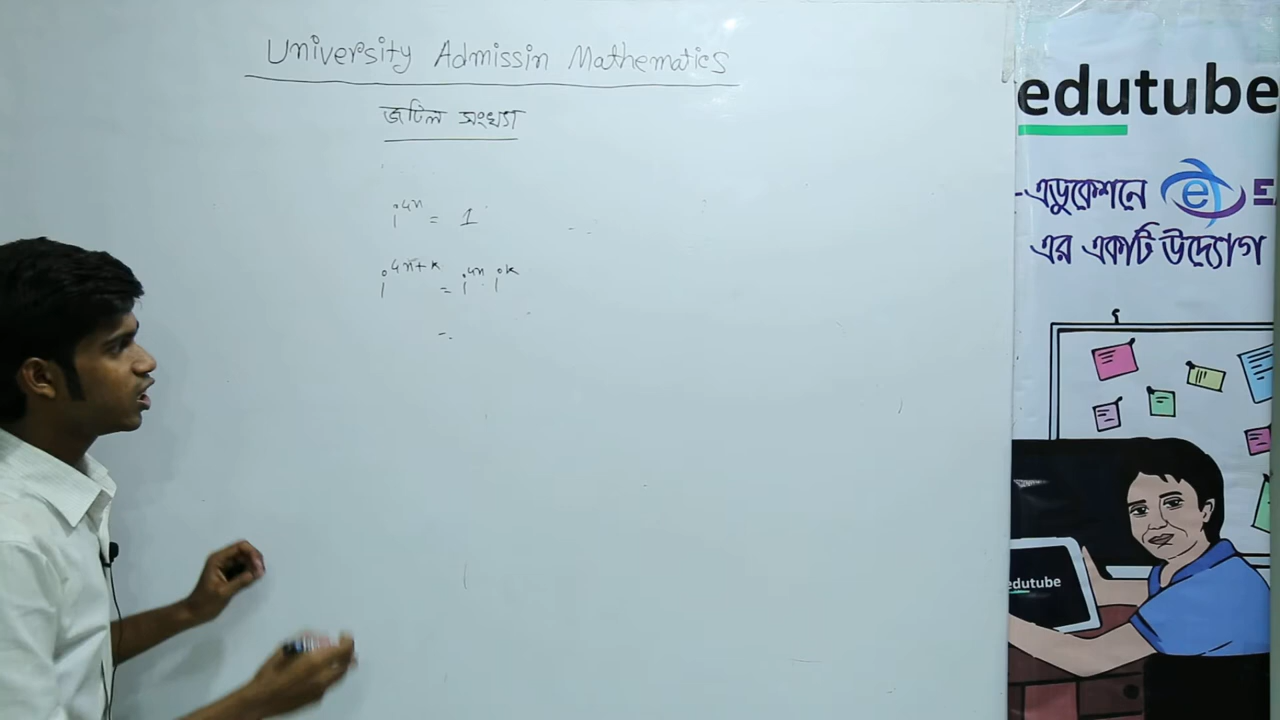 University Admissin Mathematics
জটিল সংখ্যা
i^4n = 1
i^4n+k = i^4n . i^k
=
edutube
-এডুকেশনে e E
এর একটি উদ্যোগ
edutube